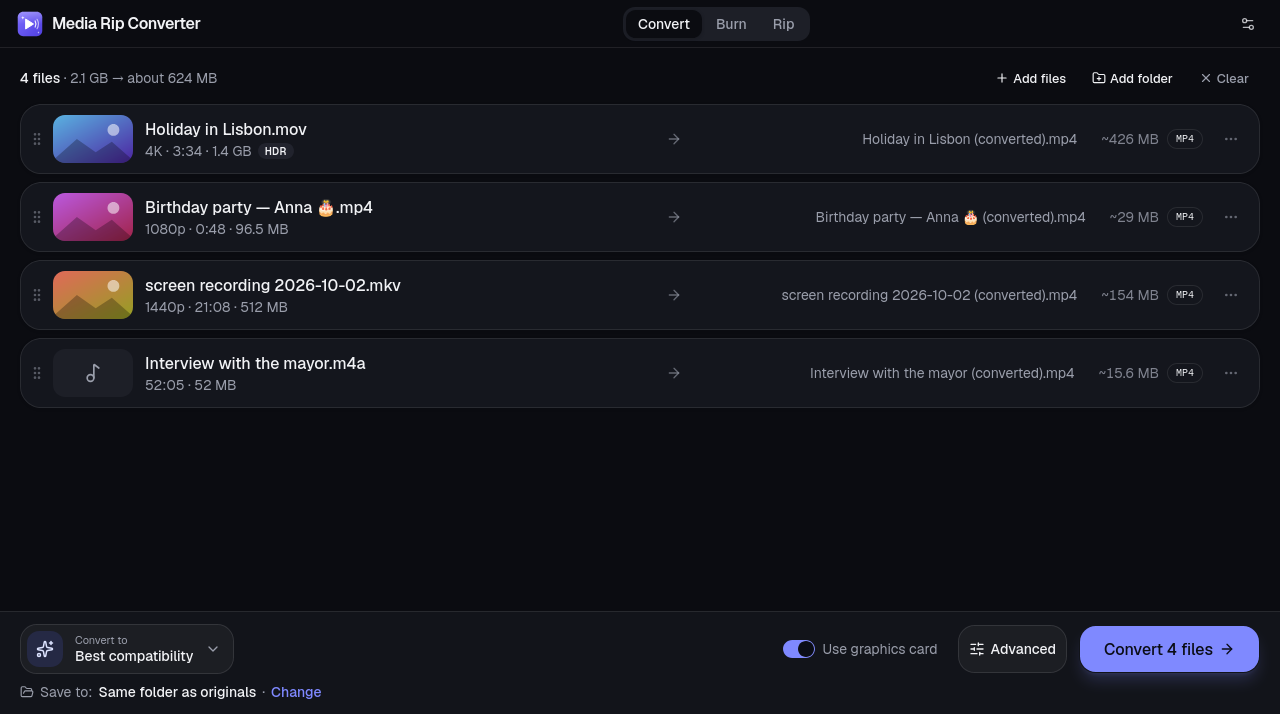 Media Rip Converter
Convert Burn Rip
4 files · 2.1 GB → about 624 MB
Add files Add folder Clear
Holiday in Lisbon.mov
4K · 3:34 · 1.4 GB HDR
Holiday in Lisbon (converted).mp4 ~426 MB MP4
Birthday party — Anna 🎂.mp4
1080p · 0:48 · 96.5 MB
Birthday party — Anna 🎂 (converted).mp4 ~29 MB MP4
screen recording 2026-10-02.mkv
1440p · 21:08 · 512 MB
screen recording 2026-10-02 (converted).mp4 ~154 MB MP4
Interview with the mayor.m4a
52:05 · 52 MB
Interview with the mayor (converted).mp4 ~15.6 MB MP4
Convert to
Best compatibility
Use graphics card
Advanced
Convert 4 files →
Save to: Same folder as originals · Change